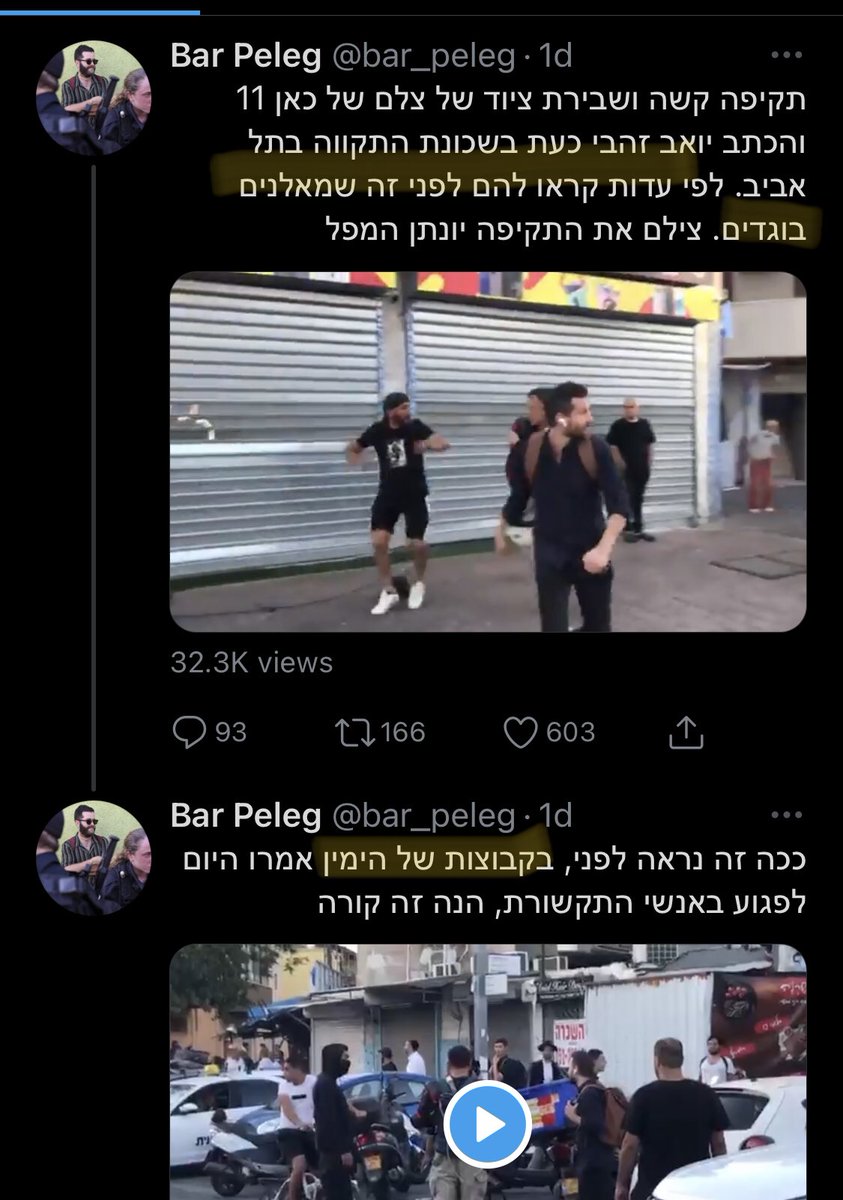 Bar Peleg @bar_peleg · 1d
תקיפה קשה ושבירת ציוד של צלם של כאן 11
והכתב יואב זהבי כעת בשכונת התקווה בתל
אביב. לפי עדות קראו להם לפני זה שמאלנים
בוגדים. צילם את התקיפה יונתן המפל
32.3K views
93 166 603
Bar Peleg @bar_peleg · 1d
ככה זה נראה לפני, בקבוצות של הימין אמרו היום
לפגוע באנשי התקשורת, הנה זה קורה
השכרה